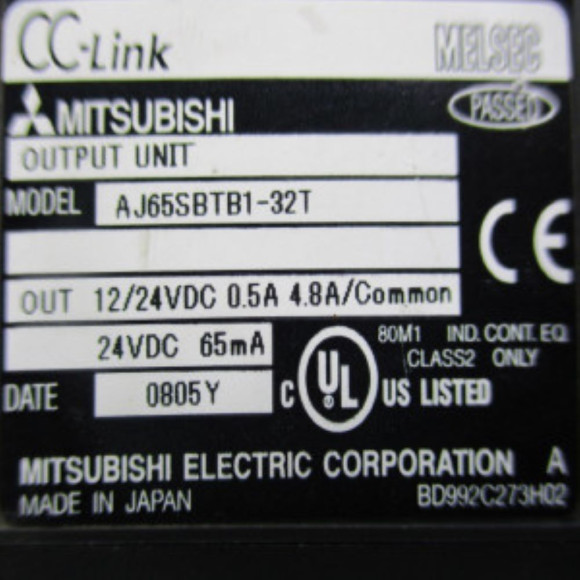 CC-Link MELSEC
MITSUBISHI PASSED
OUTPUT UNIT
MODEL AJ65SBTB1-32T
CE
OUT 12/24VDC 0.5A 4.8A/Common
24VDC 65mA
80M1 IND. CONT. EQ.
CLASS2 ONLY
DATE 0805Y
C UL US LISTED
MITSUBISHI ELECTRIC CORPORATION A
MADE IN JAPAN BD992C273H02